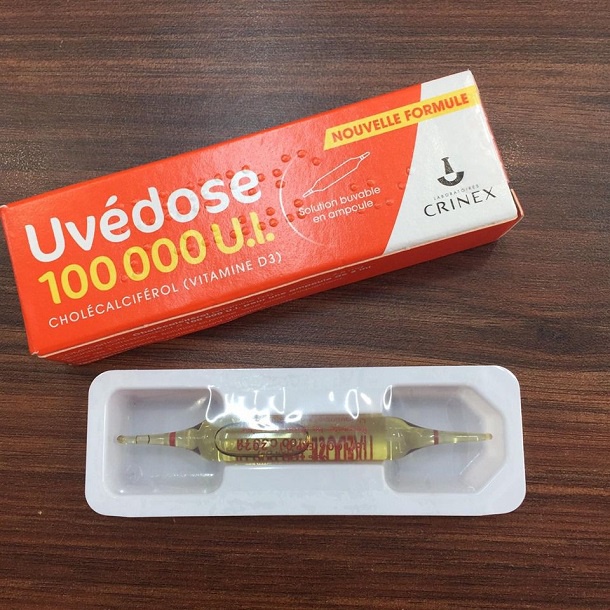 NOUVELLE FORMULE
Uvédose
100 000 U.I.
CHOLÉCALCIFÉROL (VITAMINE D3)
Solution buvable
en ampoule
LABORATOIRES
CRINEX